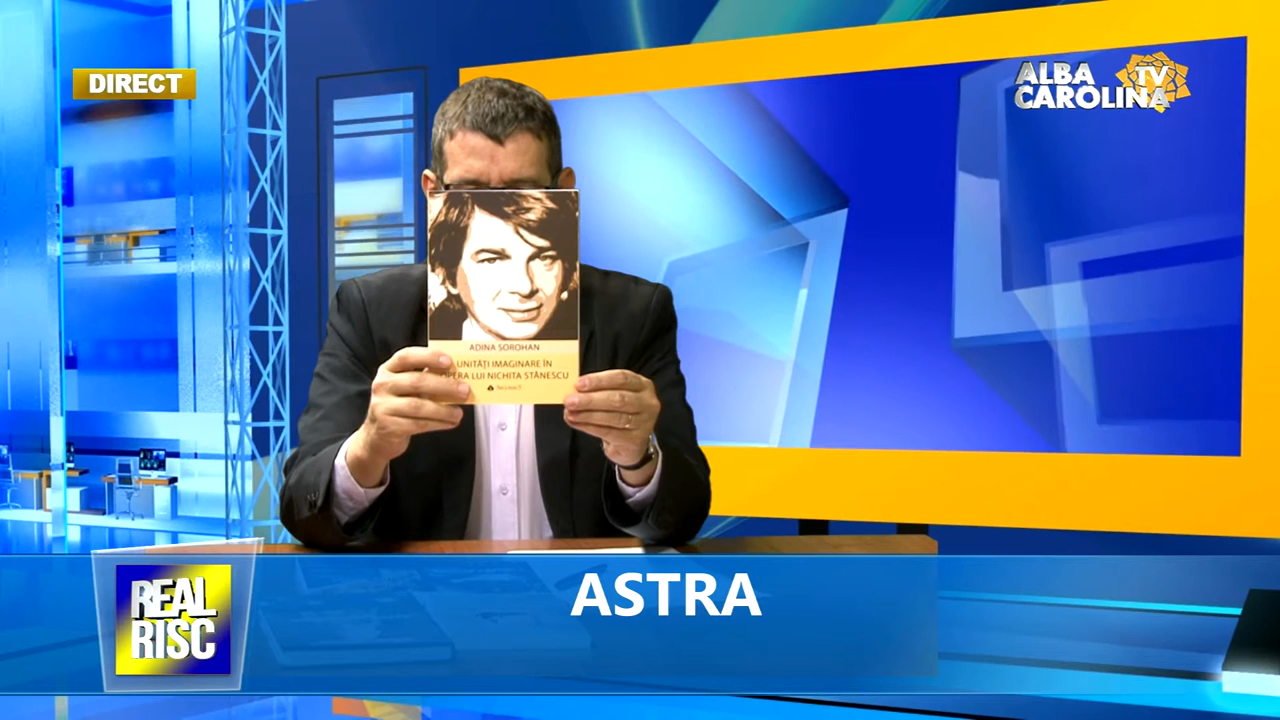 DIRECT
ALBA
CAROLINA
TV
ADINA SOROHAN
UNITĂȚI IMAGINARE ÎN
OPERA LUI NICHITA STĂNESCU
ASTRA
REAL
RISC